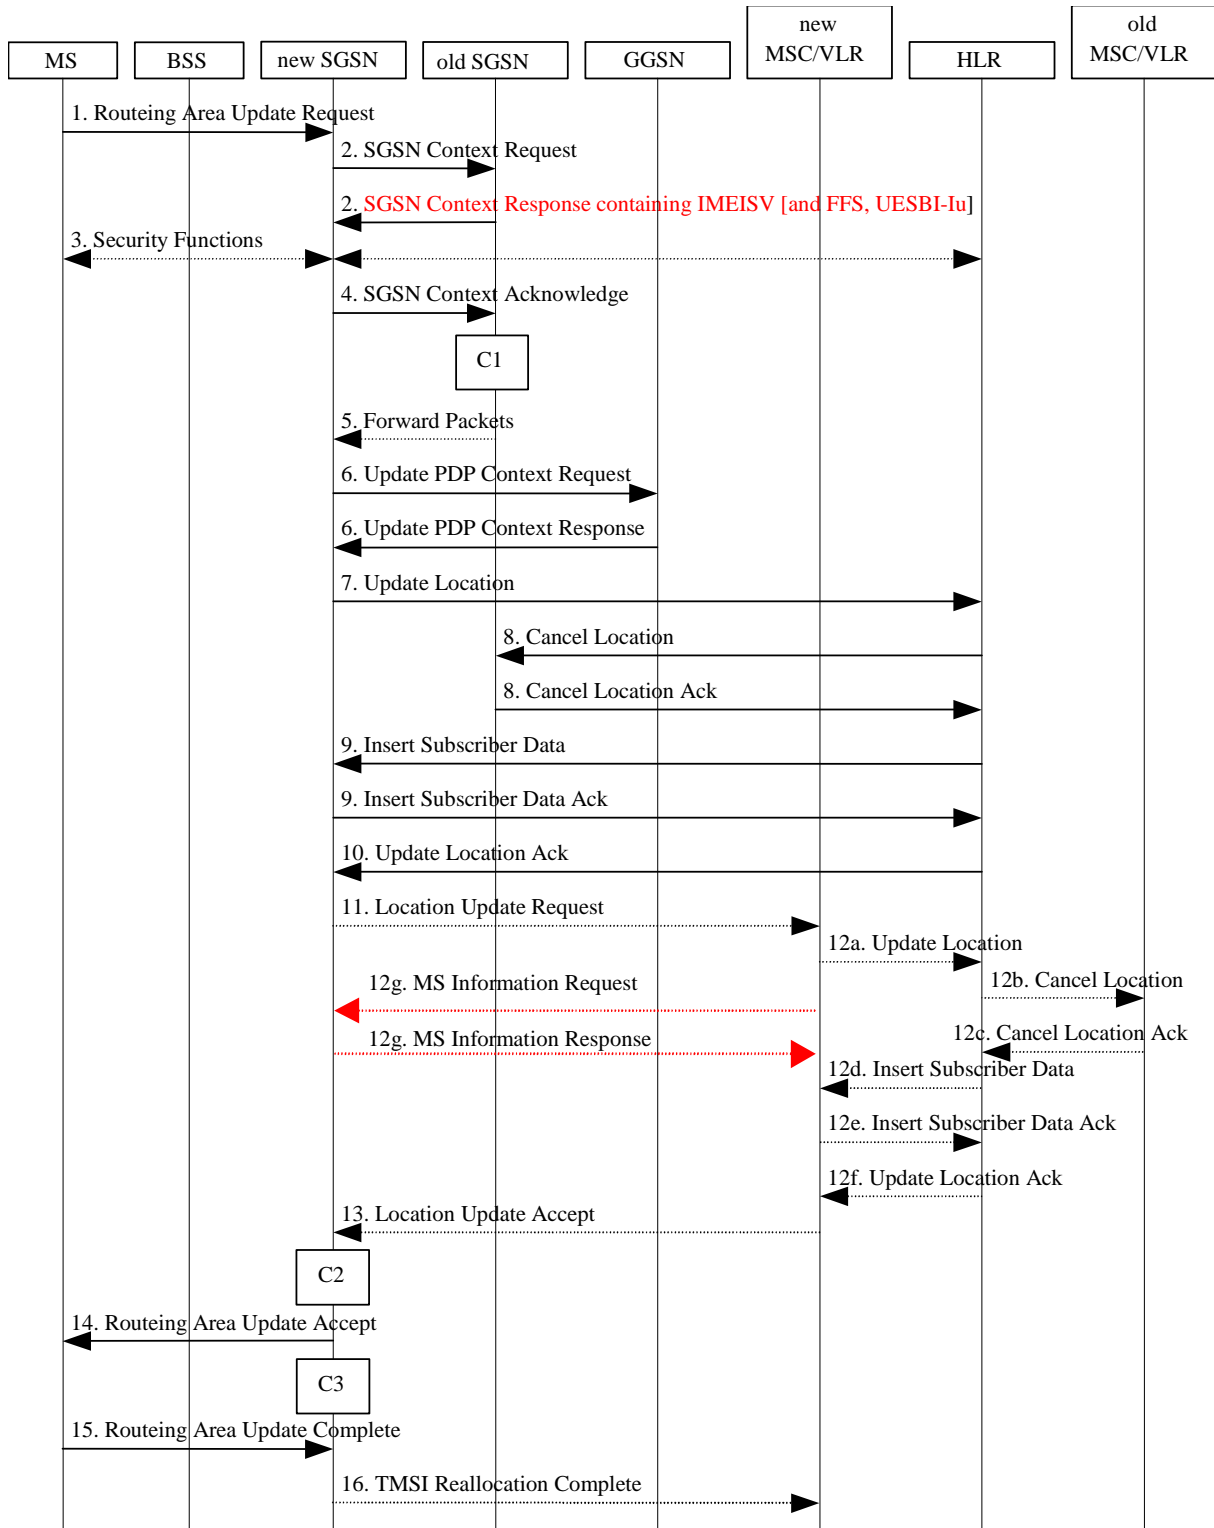 new
MSC/VLR
old
MSC/VLR
MS
BSS
new SGSN
old SGSN
GGSN
HLR
1. Routeing Area Update Request
2. SGSN Context Request
2. SGSN Context Response containing IMEISV [and FFS, UESBI-Iu]
3. Security Functions
4. SGSN Context Acknowledge
C1
5. Forward Packets
6. Update PDP Context Request
6. Update PDP Context Response
7. Update Location
8. Cancel Location
8. Cancel Location Ack
9. Insert Subscriber Data
9. Insert Subscriber Data Ack
10. Update Location Ack
11. Location Update Request
12a. Update Location
12g. MS Information Request
12b. Cancel Location
12g. MS Information Response
12c. Cancel Location Ack
12d. Insert Subscriber Data
12e. Insert Subscriber Data Ack
12f. Update Location Ack
13. Location Update Accept
C2
14. Routeing Area Update Accept
C3
15. Routeing Area Update Complete
16. TMSI Reallocation Complete